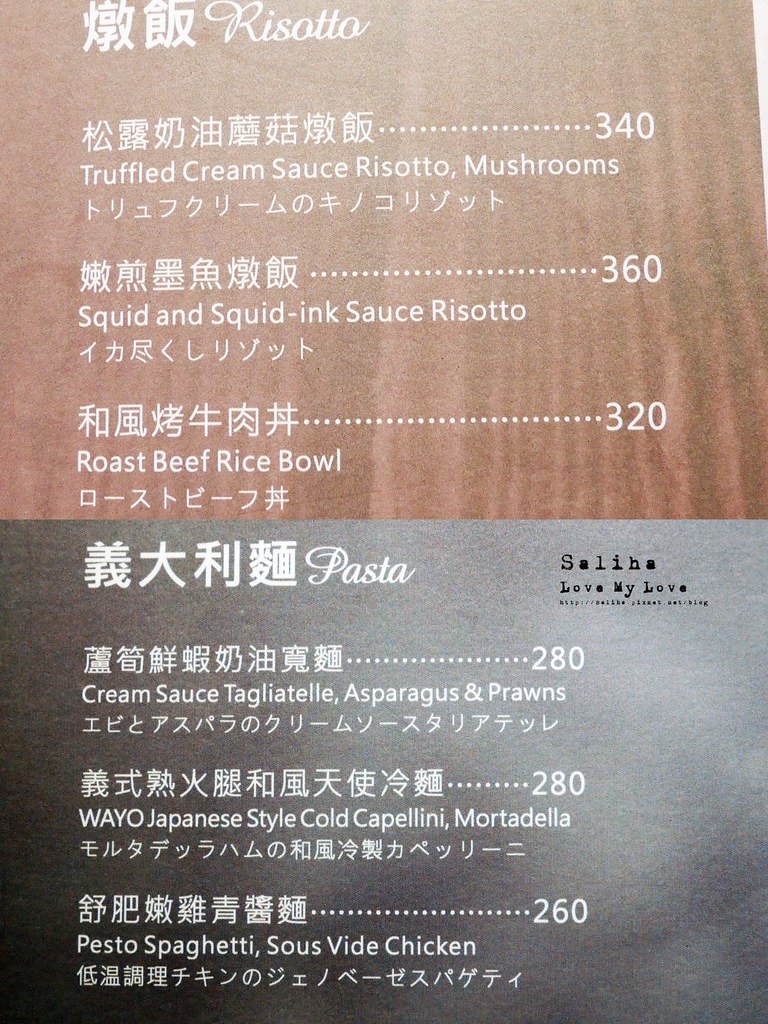 燉飯 Risotto
松露奶油蘑菇燉飯·····················340
Truffled Cream Sauce Risotto, Mushrooms
トリュフクリームのキノコリゾット
嫩煎墨魚燉飯·····························360
Squid and Squid-ink Sauce Risotto
イカ尽くしリゾット
和風烤牛肉丼······························320
Roast Beef Rice Bowl
ローストビーフ丼
義大利麵 Pasta
Saliha
Love My Love
http://saliha.pixnet.net/blog
蘆筍鮮蝦奶油寬麵···················280
Cream Sauce Tagliatelle, Asparagus & Prawns
エビとアスパラのクリームソースタリアテッレ
義式熟火腿和風天使冷麵·········280
WAYO Japanese Style Cold Capellini, Mortadella
モルタデッラハムの和風冷製カペッリーニ
舒肥嫩雞青醬麵·······················260
Pesto Spaghetti, Sous Vide Chicken
低温調理チキンのジェノベーゼスパゲティ